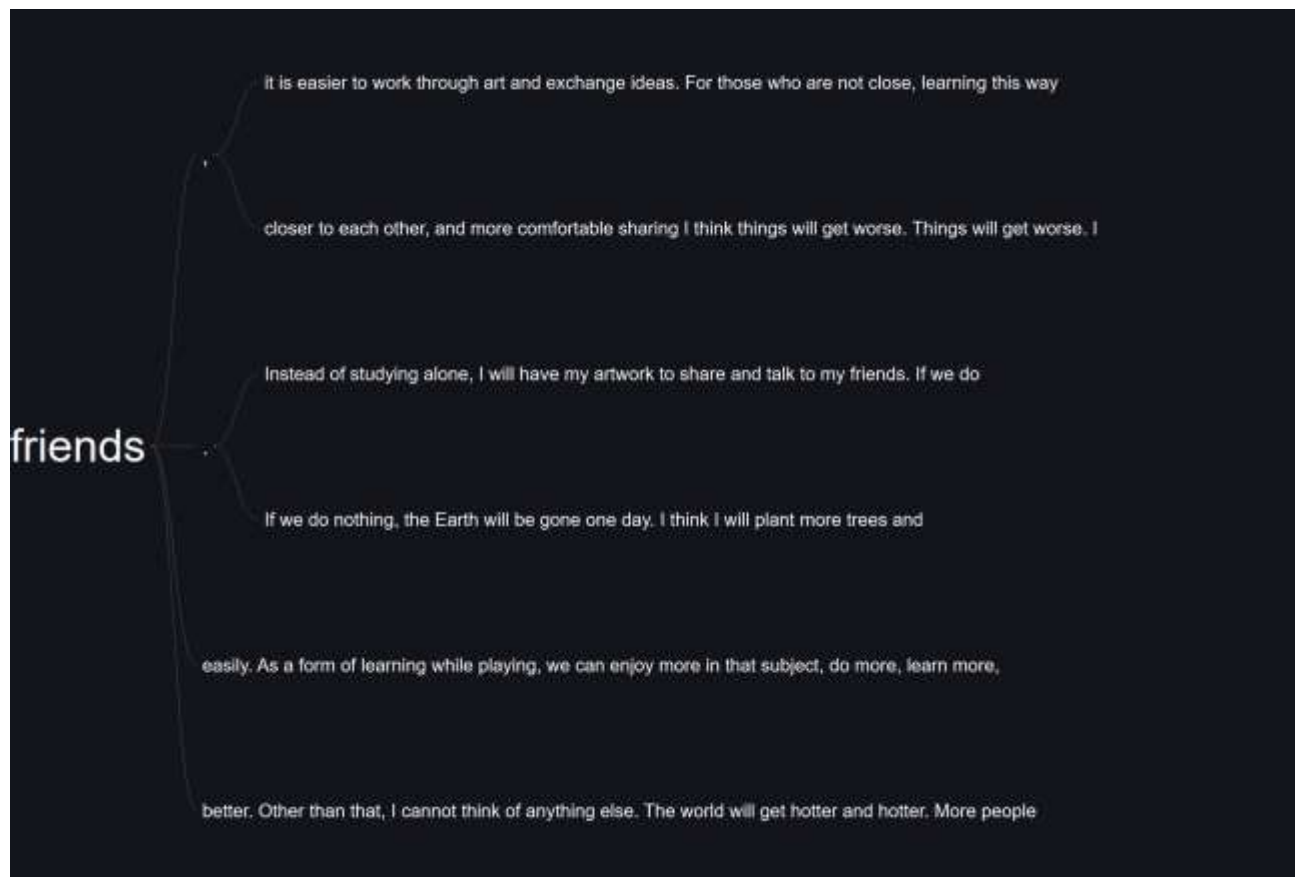 it is easier to work through art and exchange ideas. For those who are not close, learning this way
,
closer to each other, and more comfortable sharing I think things will get worse. Things will get worse. I
Instead of studying alone, I will have my artwork to share and talk to my friends. If we do
friends
.
If we do nothing, the Earth will be gone one day. I think I will plant more trees and
easily. As a form of learning while playing, we can enjoy more in that subject, do more, learn more,
better. Other than that, I cannot think of anything else. The world will get hotter and hotter. More people